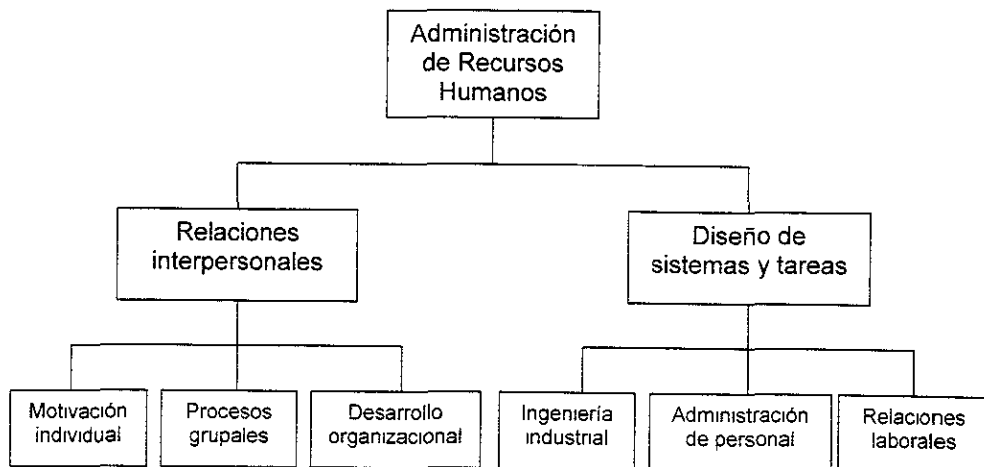 Administración
de Recursos
Humanos
Relaciones
interpersonales
Diseño de
sistemas y tareas
Motivación
individual
Procesos
grupales
Desarrollo
organizacional
Ingeniería
industrial
Administración
de personal
Relaciones
laborales